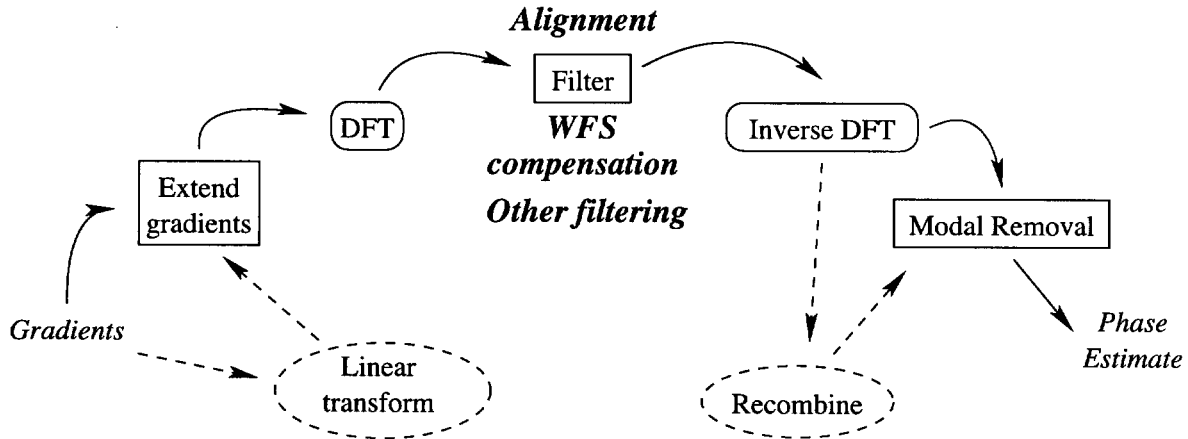 Alignment
Filter
DFT
WFS
compensation
Other filtering
Inverse DFT
Extend
gradients
Modal Removal
Gradients
Linear
transform
Recombine
Phase
Estimate